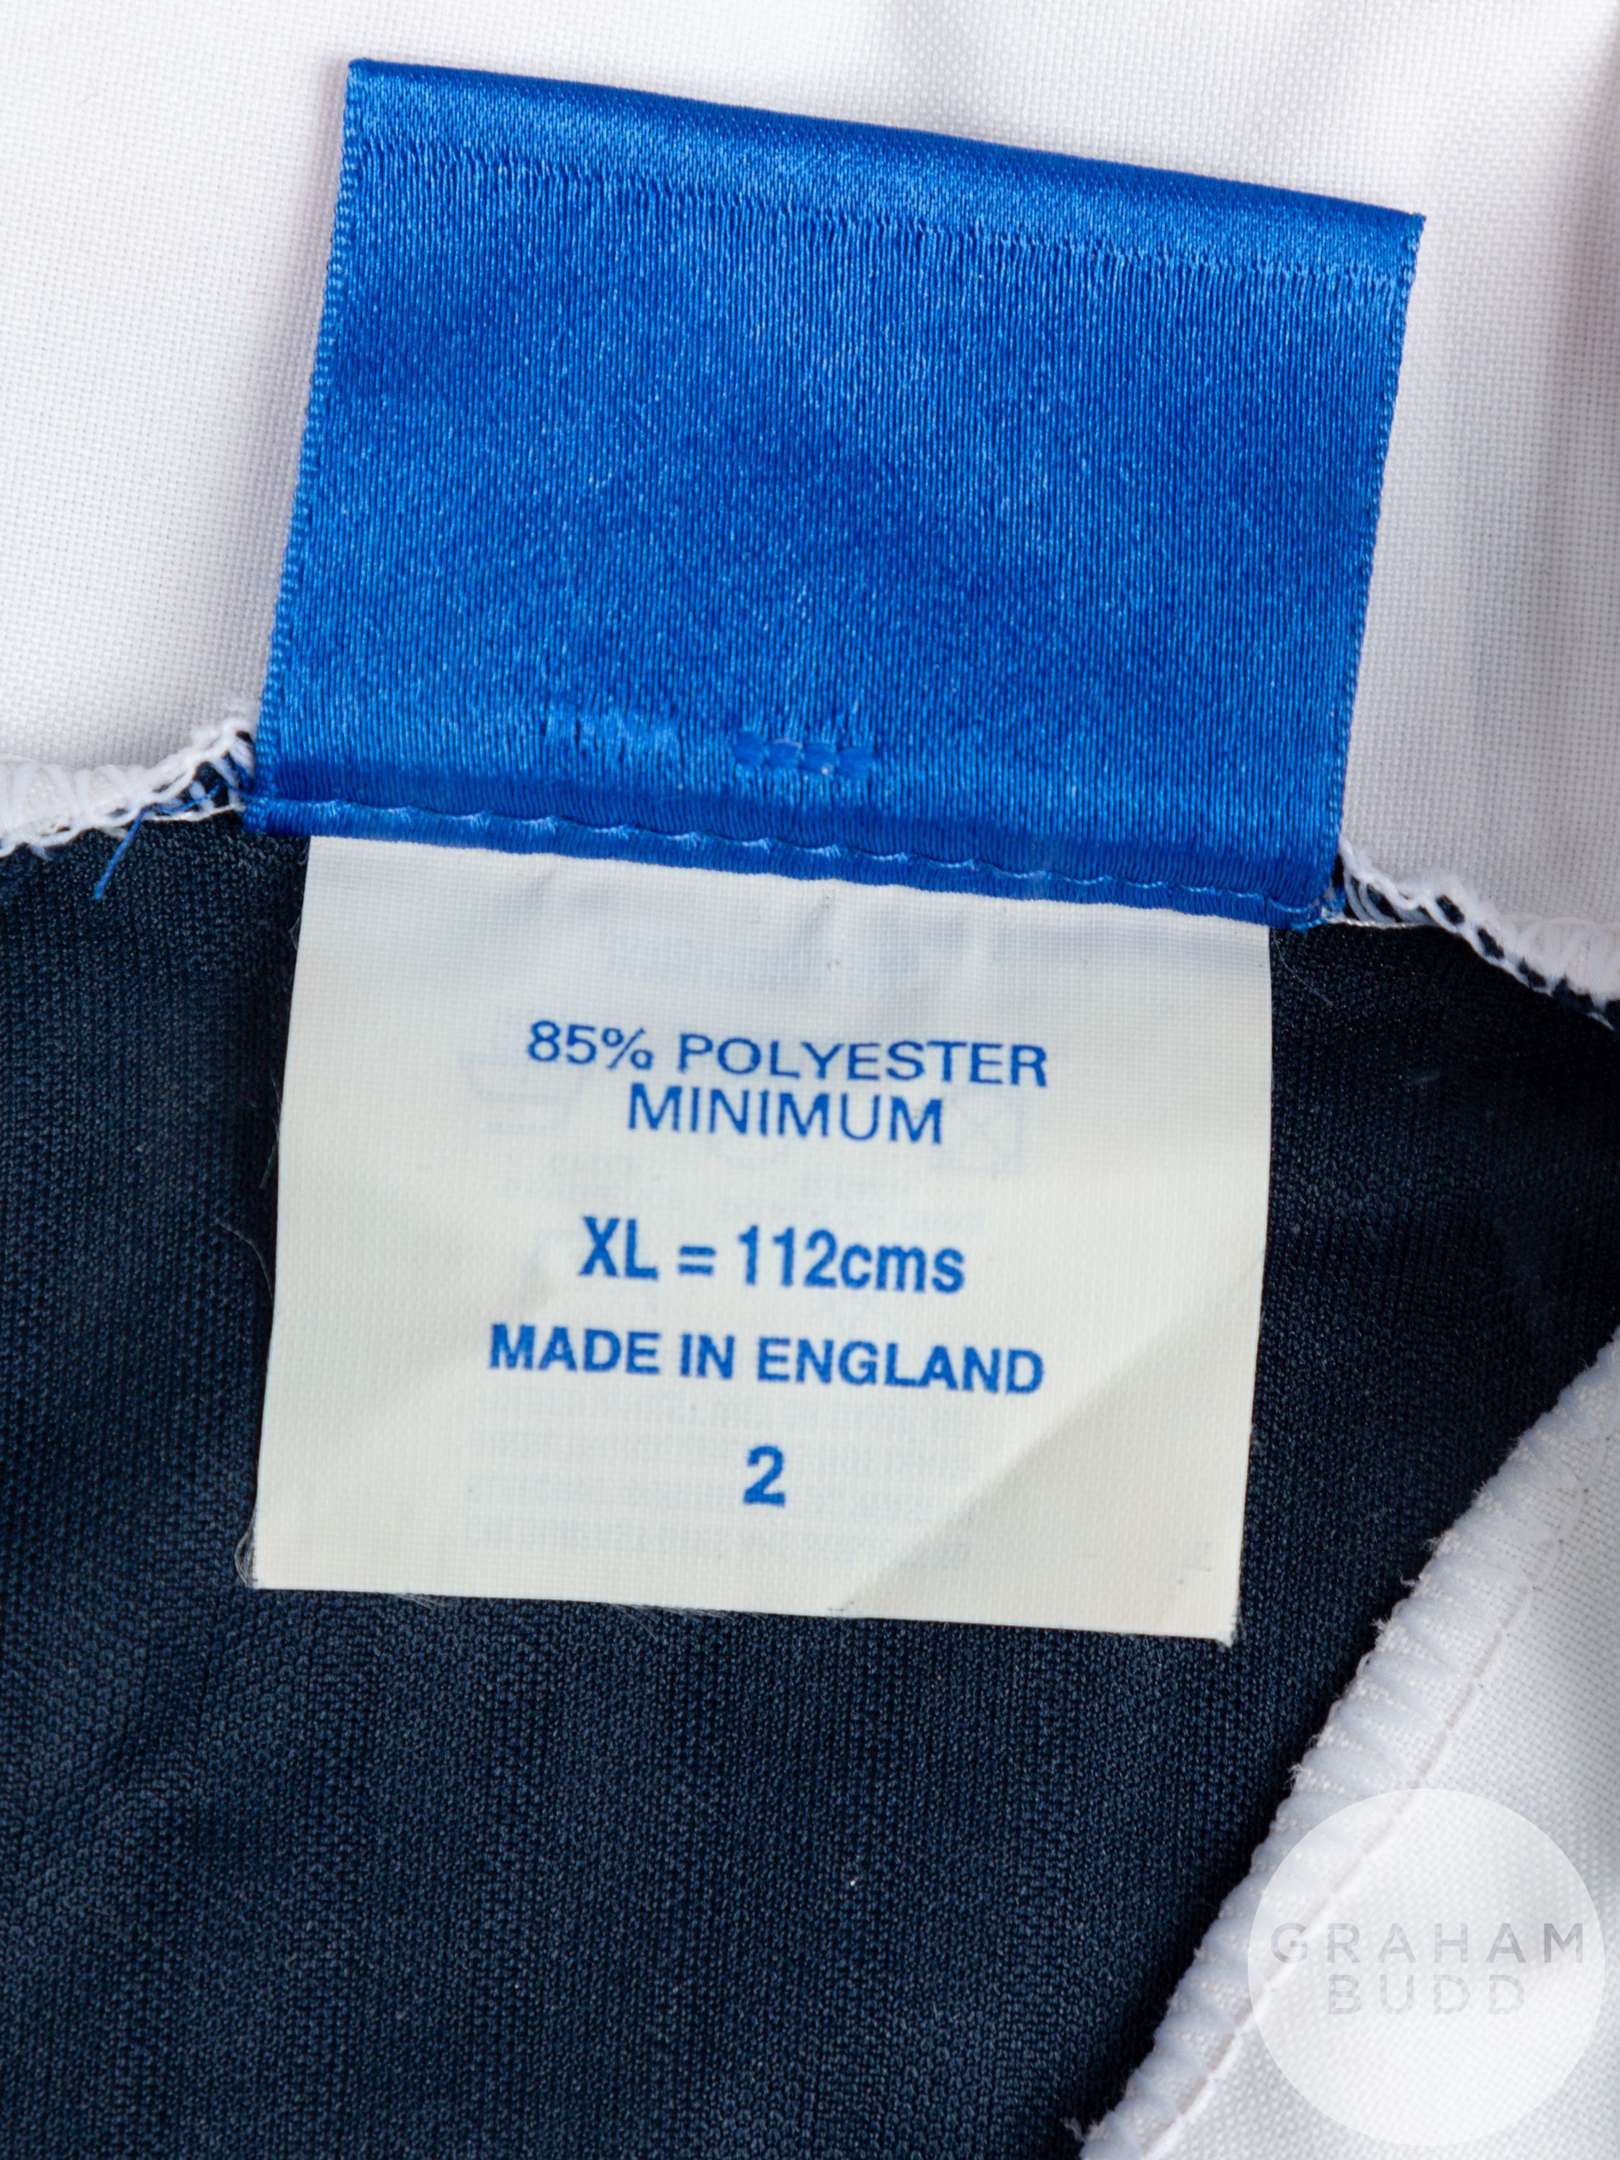 85% POLYESTER
MINIMUM
XL = 112cms
MADE IN ENGLAND
2
GRAHAM
BUDD